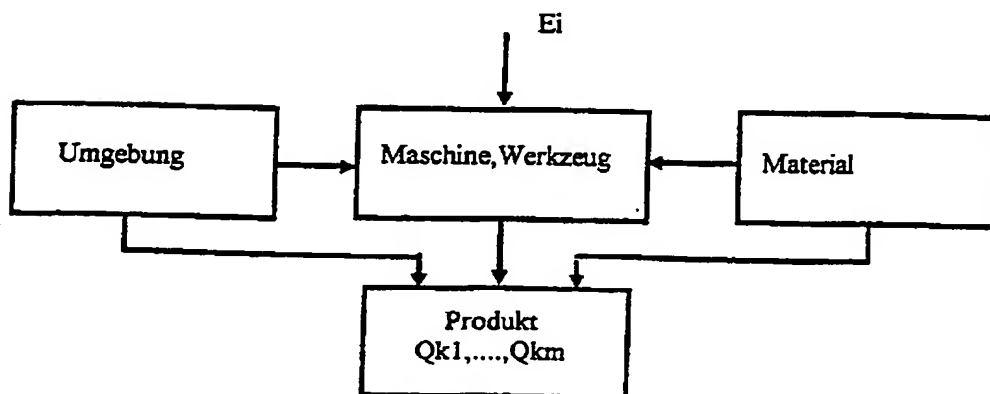 Ei
Umgebung
Maschine,Werkzeug
Material
Produkt
Qk1,....,Qkm